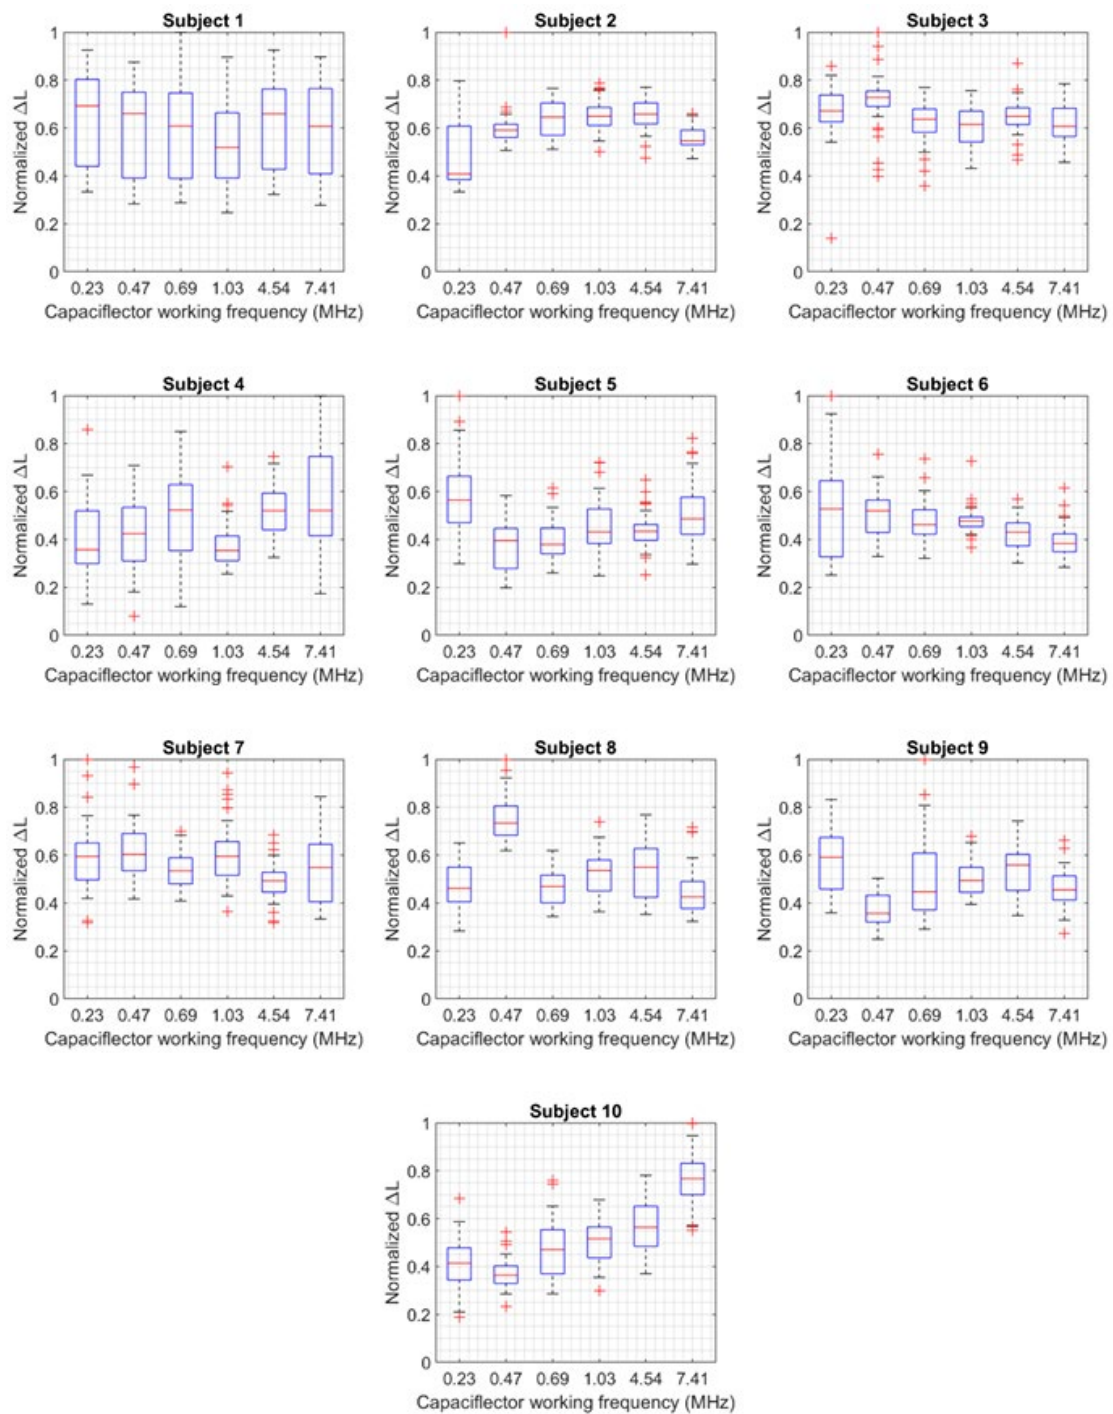 Subject 1
Normalized ΔL
1
0.8
0.6
0.4
0.2
0
0.23 0.47 0.69 1.03 4.54 7.41
Capaciflector working frequency (MHz)
Subject 2
Normalized ΔL
1
0.8
0.6
0.4
0.2
0
0.23 0.47 0.69 1.03 4.54 7.41
Capaciflector working frequency (MHz)
Subject 3
Normalized ΔL
1
0.8
0.6
0.4
0.2
0
0.23 0.47 0.69 1.03 4.54 7.41
Capaciflector working frequency (MHz)
Subject 4
Normalized ΔL
1
0.8
0.6
0.4
0.2
0
0.23 0.47 0.69 1.03 4.54 7.41
Capaciflector working frequency (MHz)
Subject 5
Normalized ΔL
1
0.8
0.6
0.4
0.2
0
0.23 0.47 0.69 1.03 4.54 7.41
Capaciflector working frequency (MHz)
Subject 6
Normalized ΔL
1
0.8
0.6
0.4
0.2
0
0.23 0.47 0.69 1.03 4.54 7.41
Capaciflector working frequency (MHz)
Subject 7
Normalized ΔL
1
0.8
0.6
0.4
0.2
0
0.23 0.47 0.69 1.03 4.54 7.41
Capaciflector working frequency (MHz)
Subject 8
Normalized ΔL
1
0.8
0.6
0.4
0.2
0
0.23 0.47 0.69 1.03 4.54 7.41
Capaciflector working frequency (MHz)
Subject 9
Normalized ΔL
1
0.8
0.6
0.4
0.2
0
0.23 0.47 0.69 1.03 4.54 7.41
Capaciflector working frequency (MHz)
Subject 10
Normalized ΔL
1
0.8
0.6
0.4
0.2
0
0.23 0.47 0.69 1.03 4.54 7.41
Capaciflector working frequency (MHz)